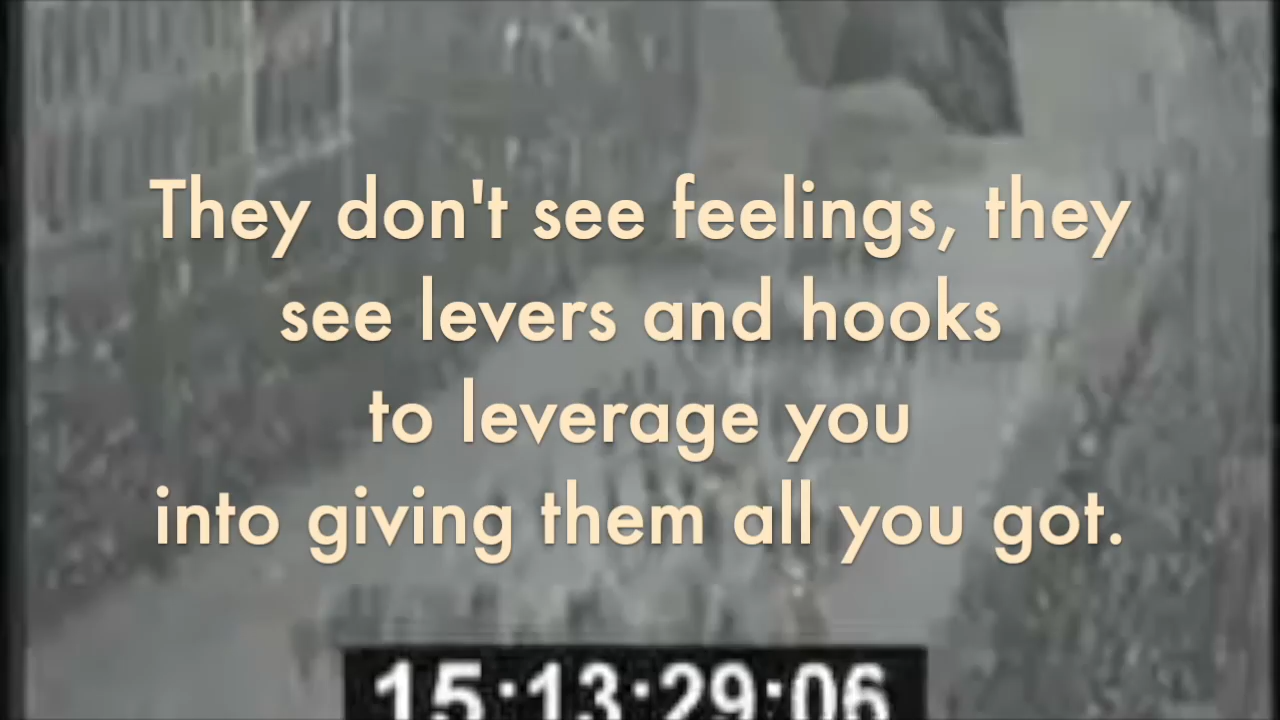 They don't see feelings, they
see levers and hooks
to leverage you
into giving them all you got.
15:13:29:06